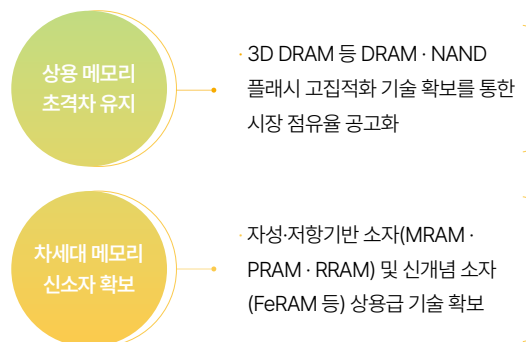 상용 메모리
초격차 유지
· 3D DRAM 등 DRAM · NAND
플래시 고집적화 기술 확보를 통한
시장 점유율 공고화
차세대 메모리
신소자 확보
· 자성·저항기반 소자(MRAM ·
PRAM · RRAM) 및 신개념 소자
(FeRAM 등) 상용급 기술 확보